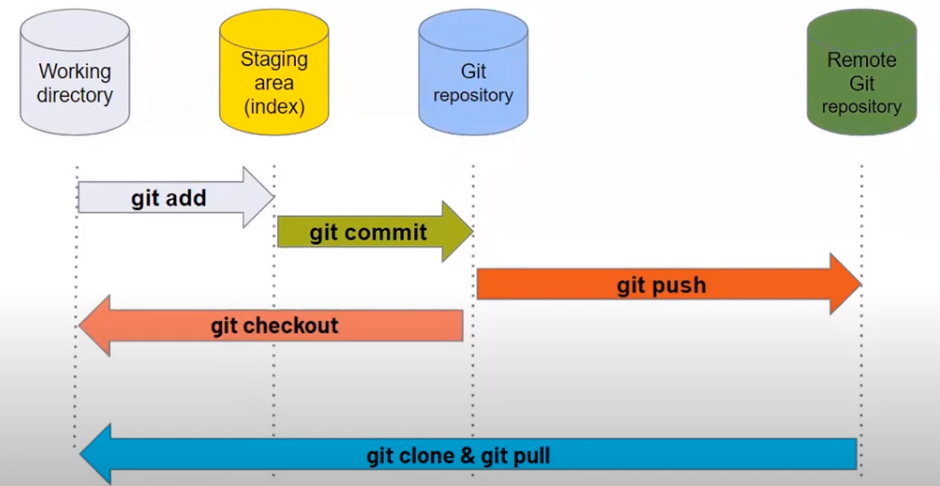 Working
directory
Staging
area
(index)
Git
repository
Remote
Git
repository
git add
git commit
git push
git checkout
git clone & git pull